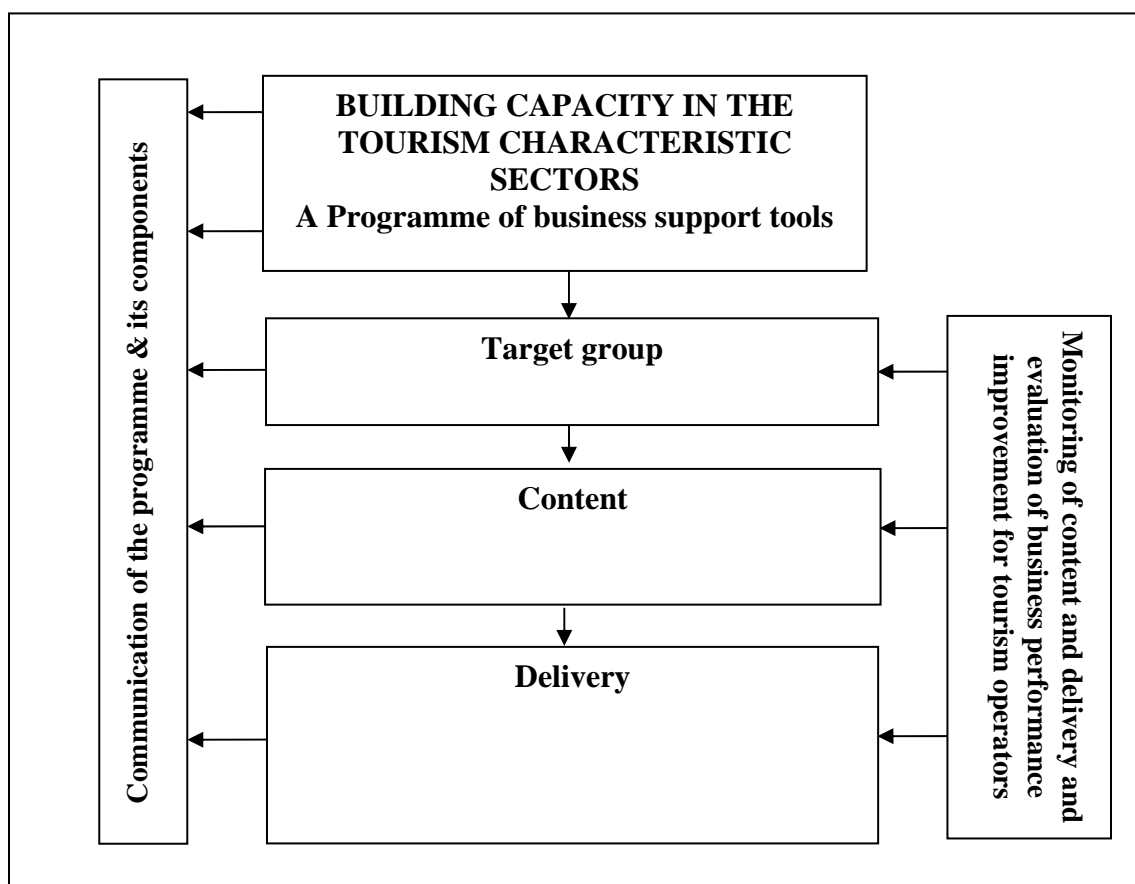 Communication of the programme & its components
BUILDING CAPACITY IN THE
TOURISM CHARACTERISTIC
SECTORS
A Programme of business support tools
Target group
Content
Delivery
Monitoring of content and delivery and
evaluation of business performance
improvement for tourism operators